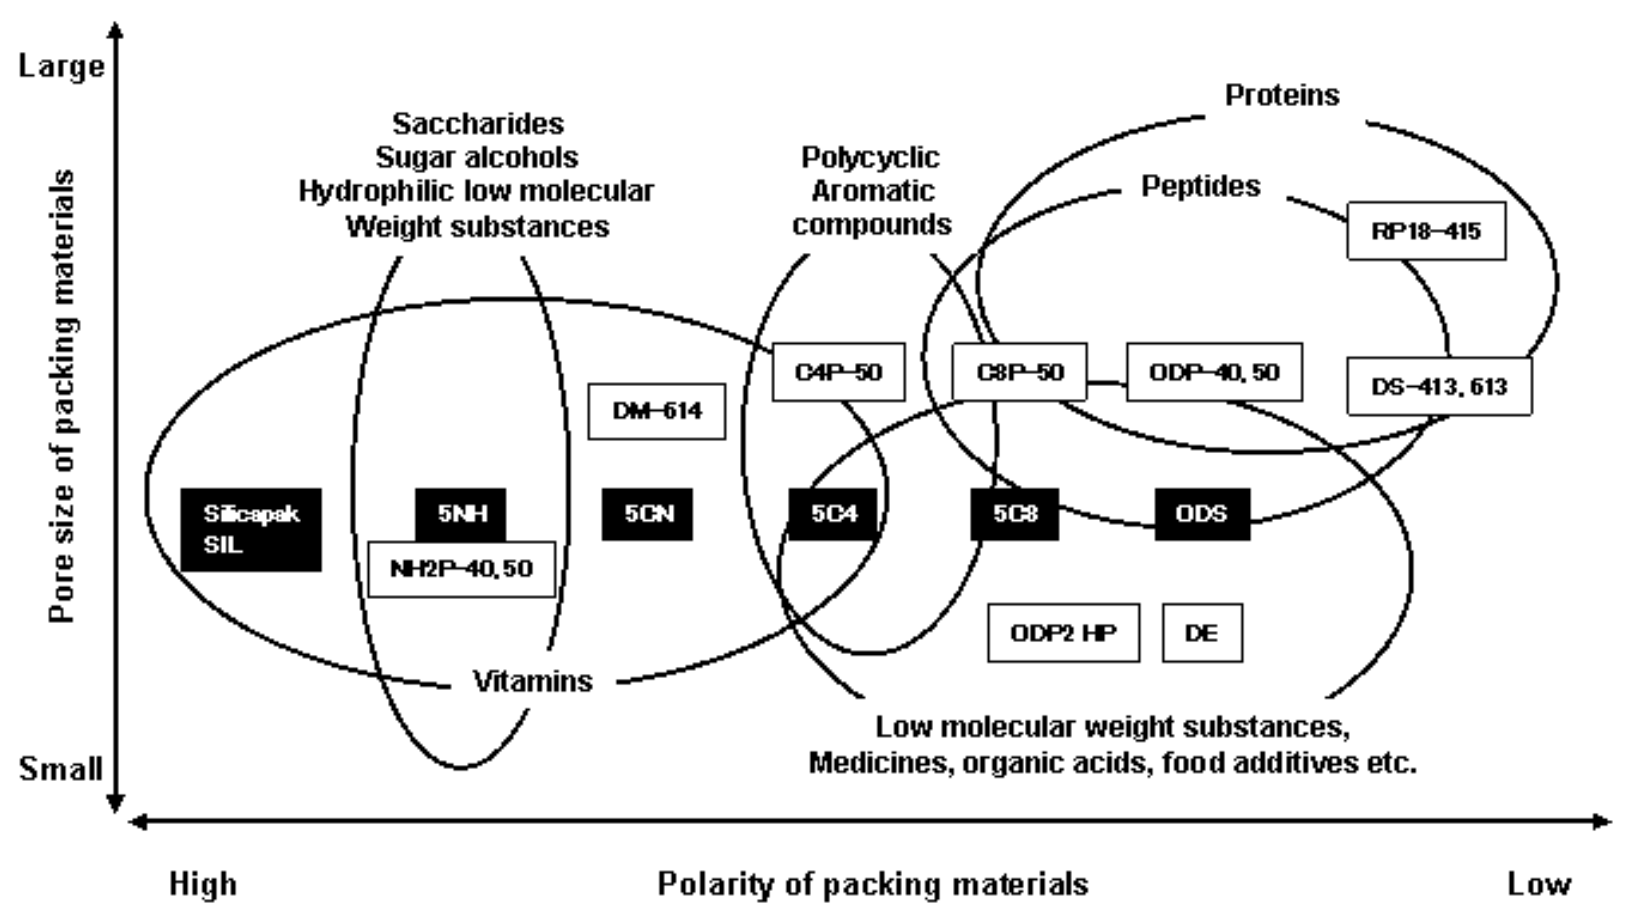 Large
Proteins
Saccharides
Sugar alcohols
Hydrophilic low molecular
Weight substances
Polycyclic
Aromatic
compounds
Peptides
RP18-415
Pore size of packing materials
C4P-50
C8P-50
ODP-40, 50
DS-413, 613
DM-614
Silicapak
SIL
5NH
5CN
5C4
5C8
ODS
NH2P-40, 50
ODP2 HP
DE
Vitamins
Low molecular weight substances,
Medicines, organic acids, food additives etc.
Small
High
Polarity of packing materials
Low